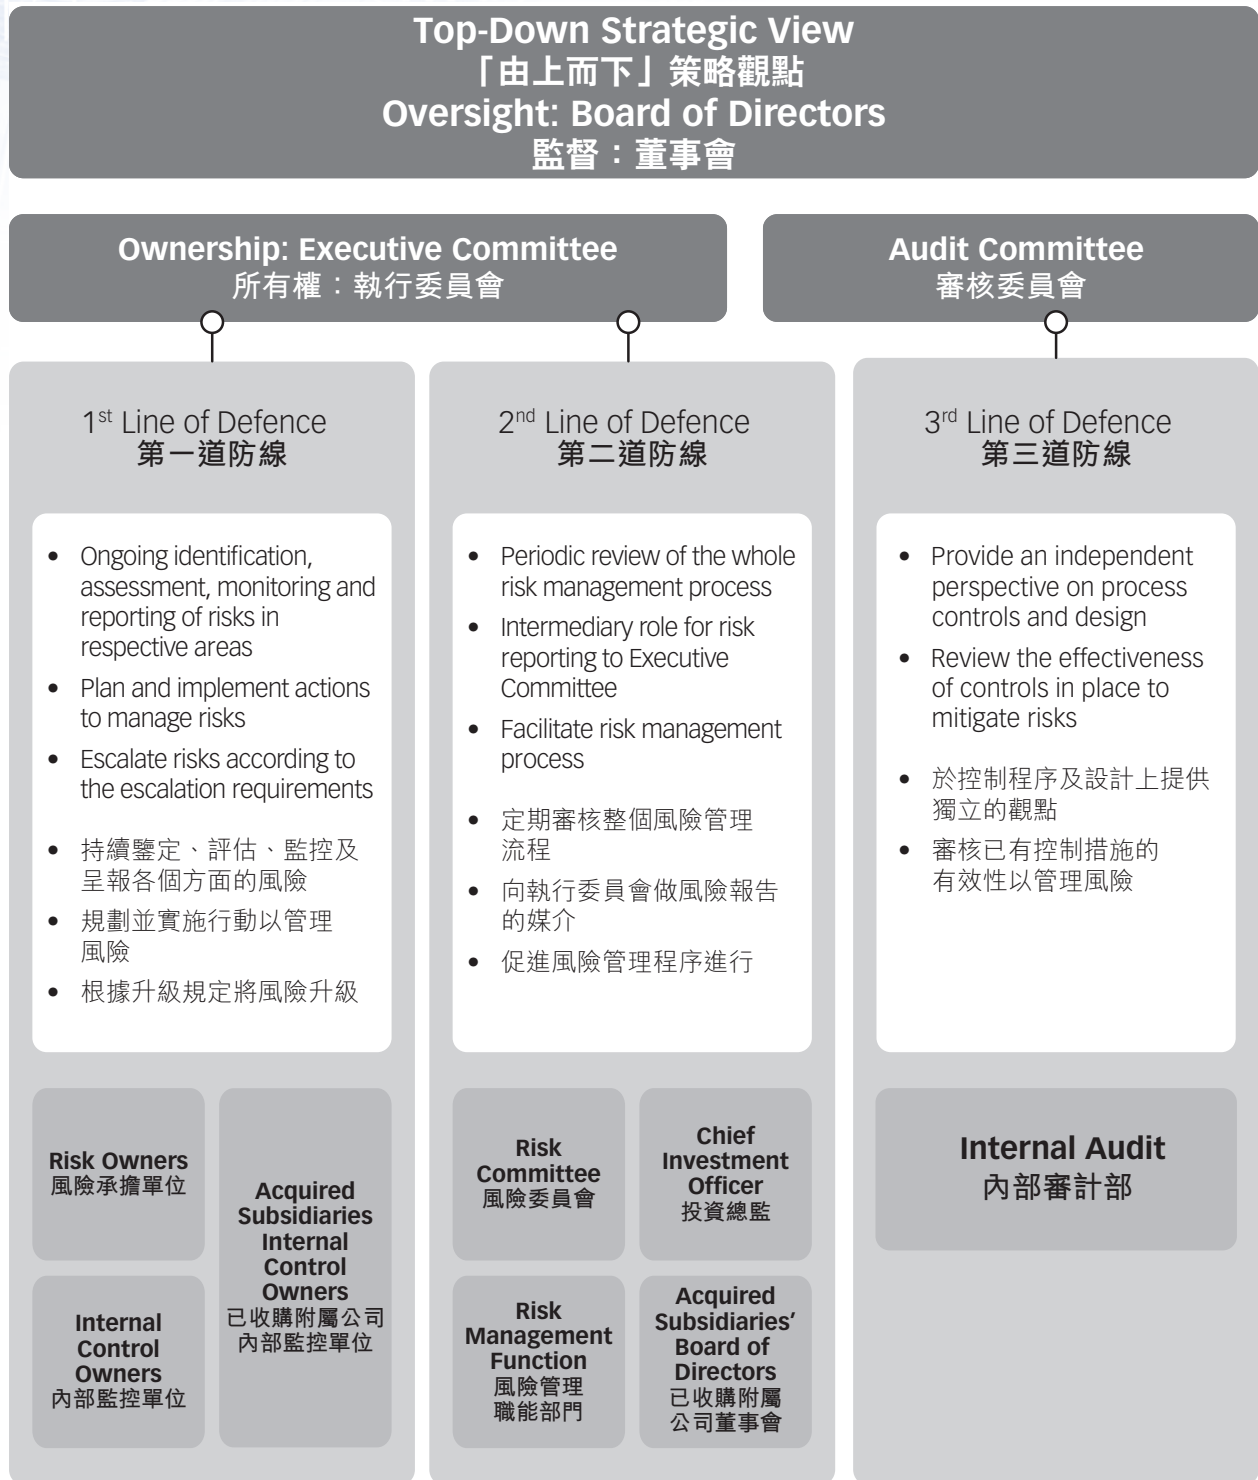 Top-Down Strategic View
「由上而下」策略觀點
Oversight: Board of Directors
監督：董事會
Ownership: Executive Committee
所有權：執行委員會
Audit Committee
審核委員會
1st Line of Defence
第一道防線
• Ongoing identification,
assessment, monitoring and
reporting of risks in
respective areas
• Plan and implement actions
to manage risks
• Escalate risks according to
the escalation requirements
• 持續鑒定、評估、監控及
呈報各個方面的風險
• 規劃並實施行動以管理
風險
• 根據升級規定將風險升級
Risk Owners
風險承擔單位
Internal
Control
Owners
內部監控單位
Acquired
Subsidiaries
Internal
Control
Owners
已收購附屬公司
內部監控單位
2nd Line of Defence
第二道防線
• Periodic review of the whole
risk management process
• Intermediary role for risk
reporting to Executive
Committee
• Facilitate risk management
process
• 定期審核整個風險管理
流程
• 向執行委員會做風險報告
的媒介
• 促進風險管理程序進行
Risk
Committee
風險委員會
Chief
Investment
Officer
投資總監
Risk
Management
Function
風險管理
職能部門
Acquired
Subsidiaries’
Board of
Directors
已收購附屬
公司董事會
3rd Line of Defence
第三道防線
• Provide an independent
perspective on process
controls and design
• Review the effectiveness
of controls in place to
mitigate risks
• 於控制程序及設計上提供
獨立的觀點
• 審核已有控制措施的
有效性以管理風險
Internal Audit
內部審計部